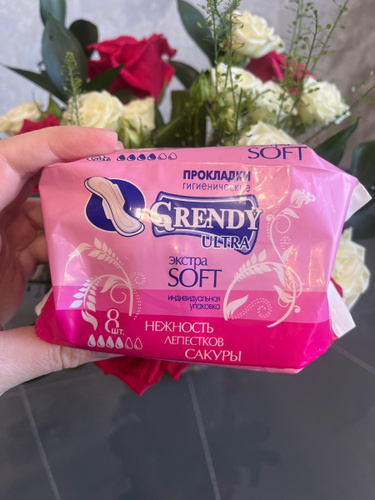 SOFT
ПРОКЛАДКИ
гигиенические
GRENDY
ULTRA
экстра
SOFT
индивидуальная
упаковка
8 шт.
НЕЖНОСТЬ
ЛЕПЕСТКОВ
САКУРЫ